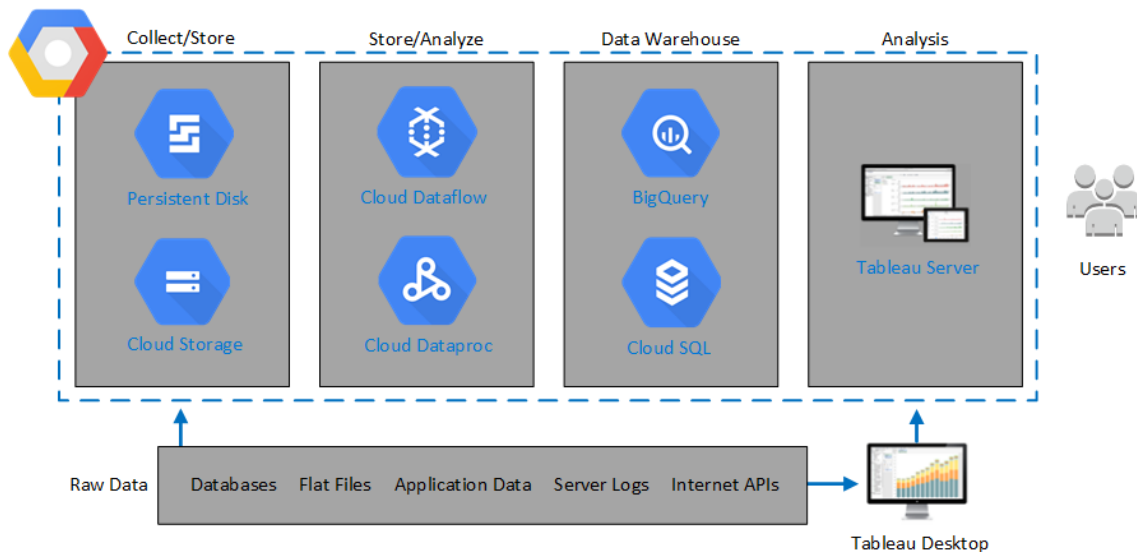 Collect/Store
Store/Analyze
Data Warehouse
Analysis
Persistent Disk
Cloud Dataflow
BigQuery
Cloud Storage
Cloud Dataproc
Cloud SQL
Tableau Server
Users
Raw Data
Databases
Flat Files
Application Data
Server Logs
Internet APIs
Tableau Desktop